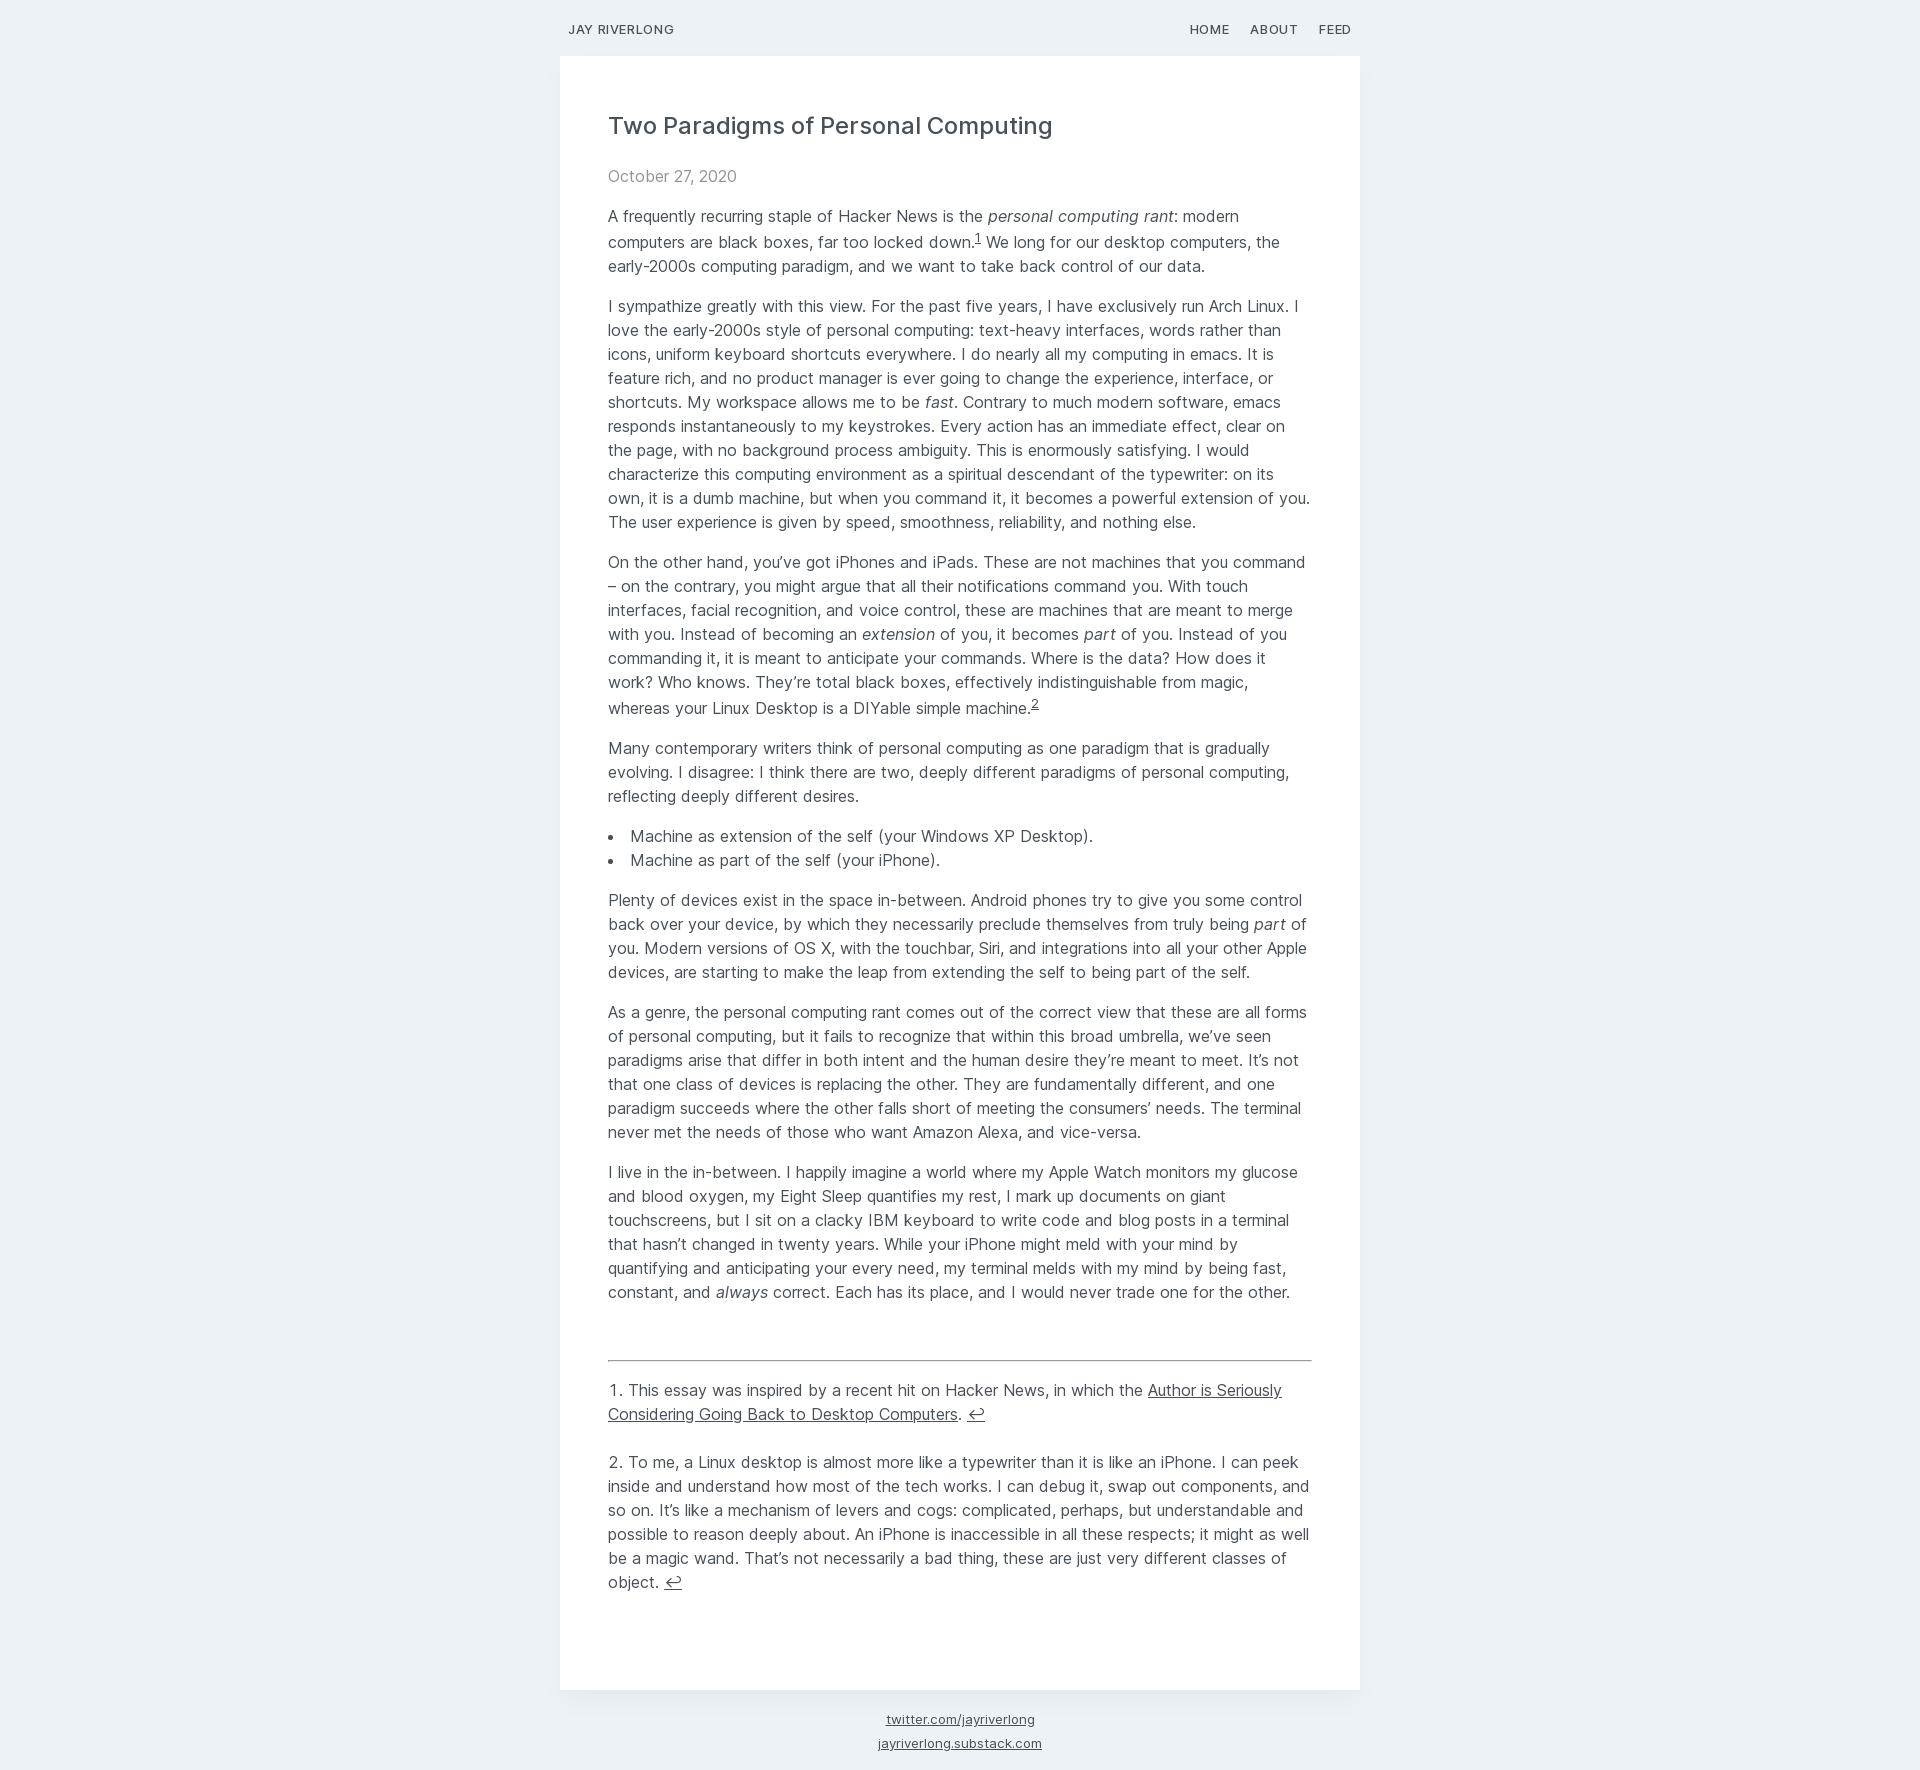 JAY RIVERLONG
HOME ABOUT FEED
Two Paradigms of Personal Computing
October 27, 2020
A frequently recurring staple of Hacker News is the personal computing rant: modern
computers are black boxes, far too locked down.1 We long for our desktop computers, the
early-2000s computing paradigm, and we want to take back control of our data.
I sympathize greatly with this view. For the past five years, I have exclusively run Arch Linux. I
love the early-2000s style of personal computing: text-heavy interfaces, words rather than
icons, uniform keyboard shortcuts everywhere. I do nearly all my computing in emacs. It is
feature rich, and no product manager is ever going to change the experience, interface, or
shortcuts. My workspace allows me to be fast. Contrary to much modern software, emacs
responds instantaneously to my keystrokes. Every action has an immediate effect, clear on
the page, with no background process ambiguity. This is enormously satisfying. I would
characterize this computing environment as a spiritual descendant of the typewriter: on its
own, it is a dumb machine, but when you command it, it becomes a powerful extension of you.
The user experience is given by speed, smoothness, reliability, and nothing else.
On the other hand, you’ve got iPhones and iPads. These are not machines that you command
– on the contrary, you might argue that all their notifications command you. With touch
interfaces, facial recognition, and voice control, these are machines that are meant to merge
with you. Instead of becoming an extension of you, it becomes part of you. Instead of you
commanding it, it is meant to anticipate your commands. Where is the data? How does it
work? Who knows. They’re total black boxes, effectively indistinguishable from magic,
whereas your Linux Desktop is a DIYable simple machine.2
Many contemporary writers think of personal computing as one paradigm that is gradually
evolving. I disagree: I think there are two, deeply different paradigms of personal computing,
reflecting deeply different desires.
• Machine as extension of the self (your Windows XP Desktop).
• Machine as part of the self (your iPhone).
Plenty of devices exist in the space in-between. Android phones try to give you some control
back over your device, by which they necessarily preclude themselves from truly being part of
you. Modern versions of OS X, with the touchbar, Siri, and integrations into all your other Apple
devices, are starting to make the leap from extending the self to being part of the self.
As a genre, the personal computing rant comes out of the correct view that these are all forms
of personal computing, but it fails to recognize that within this broad umbrella, we’ve seen
paradigms arise that differ in both intent and the human desire they’re meant to meet. It’s not
that one class of devices is replacing the other. They are fundamentally different, and one
paradigm succeeds where the other falls short of meeting the consumers’ needs. The terminal
never met the needs of those who want Amazon Alexa, and vice-versa.
I live in the in-between. I happily imagine a world where my Apple Watch monitors my glucose
and blood oxygen, my Eight Sleep quantifies my rest, I mark up documents on giant
touchscreens, but I sit on a clacky IBM keyboard to write code and blog posts in a terminal
that hasn’t changed in twenty years. While your iPhone might meld with your mind by
quantifying and anticipating your every need, my terminal melds with my mind by being fast,
constant, and always correct. Each has its place, and I would never trade one for the other.
1. This essay was inspired by a recent hit on Hacker News, in which the Author is Seriously
Considering Going Back to Desktop Computers. ↩
2. To me, a Linux desktop is almost more like a typewriter than it is like an iPhone. I can peek
inside and understand how most of the tech works. I can debug it, swap out components, and
so on. It’s like a mechanism of levers and cogs: complicated, perhaps, but understandable and
possible to reason deeply about. An iPhone is inaccessible in all these respects; it might as well
be a magic wand. That’s not necessarily a bad thing, these are just very different classes of
object. ↩
twitter.com/jayriverlong
jayriverlong.substack.com